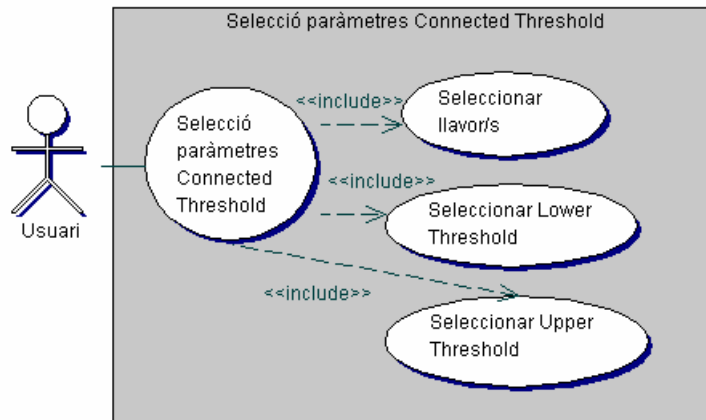 Selecció paràmetres Connected Threshold
<<include>>
Seleccionar
llavor/s
Selecció
paràmetres
Connected
Threshold
<<include>>
Seleccionar Lower
Threshold
Usuari
<<include>>
Seleccionar Upper
Threshold